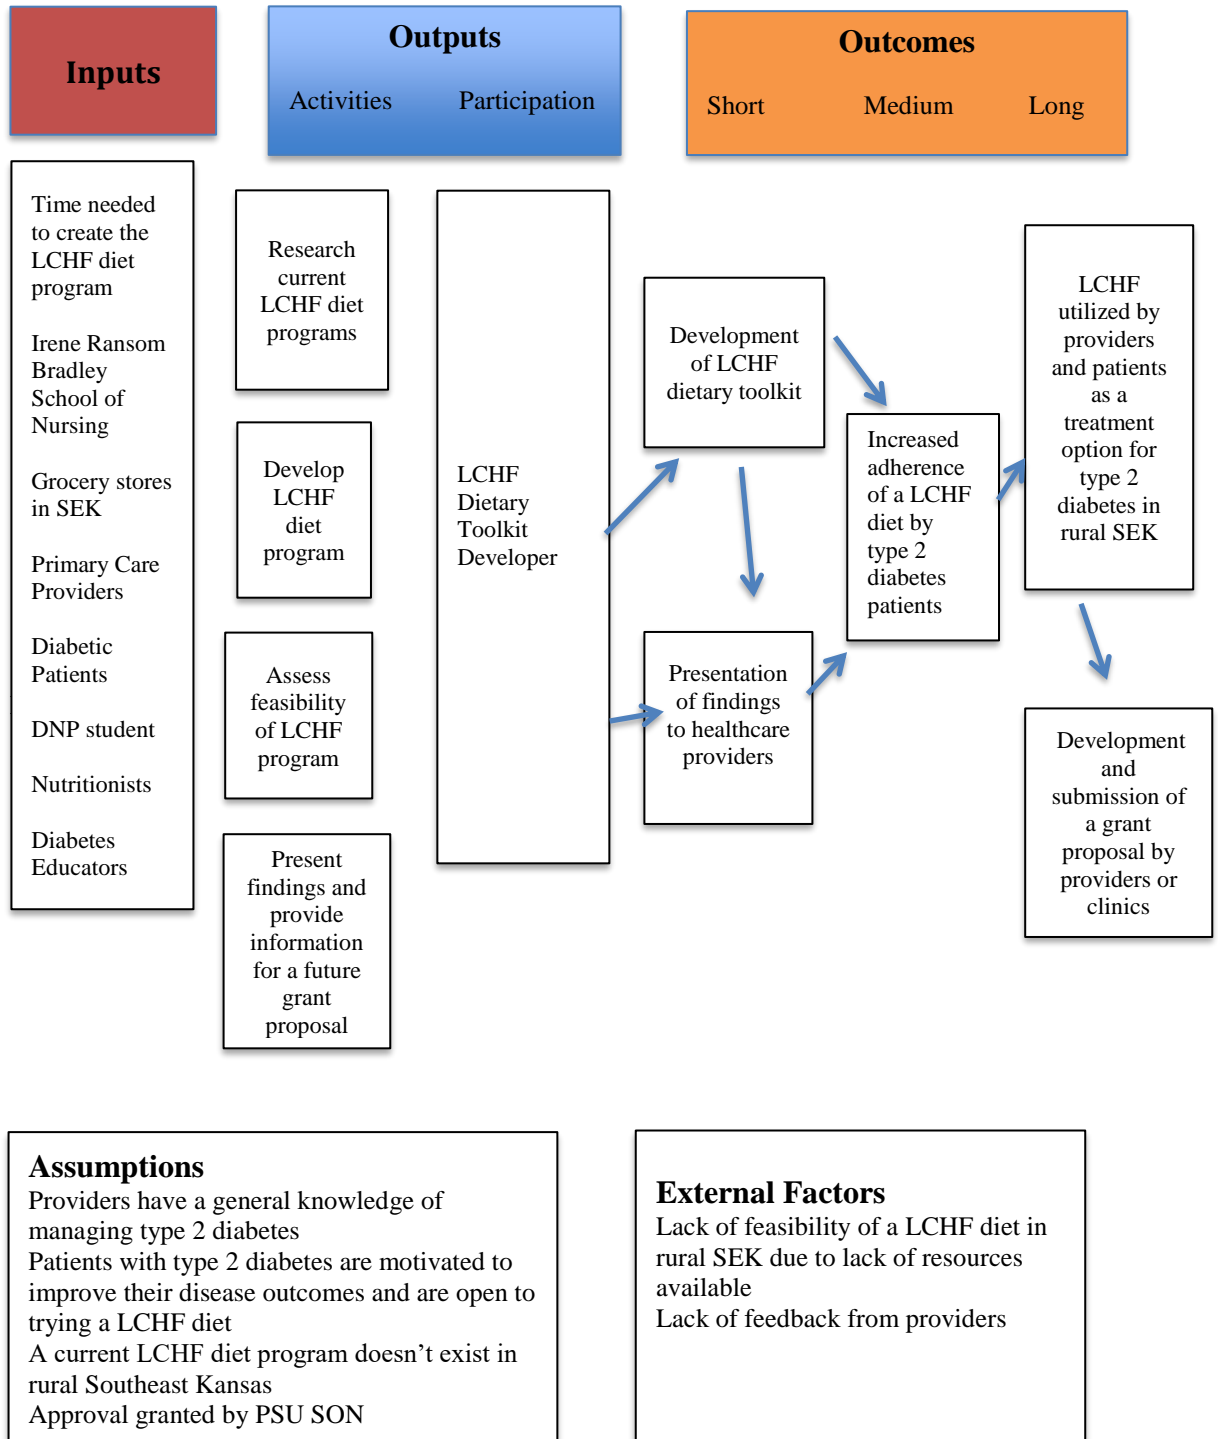 Inputs
Outputs
Activities
Participation
Outcomes
Short
Medium
Long
Time needed
to create the
LCHF diet
program
Irene Ransom
Bradley
School of
Nursing
Grocery stores
in SEK
Primary Care
Providers
Diabetic
Patients
DNP student
Nutritionists
Diabetes
Educators
Research
current
LCHF diet
programs
Develop
LCHF
diet
program
Assess
feasibility
of LCHF
program
Present
findings and
provide
information
for a future
grant
proposal
LCHF
Dietary
Toolkit
Developer
Development
of LCHF
dietary toolkit
Presentation
of findings
to healthcare
providers
Increased
adherence
of a LCHF
diet by
type 2
diabetes
patients
LCHF
utilized by
providers
and patients
as a
treatment
option for
type 2
diabetes in
rural SEK
Development
and
submission of
a grant
proposal by
providers or
clinics
Assumptions
Providers have a general knowledge of
managing type 2 diabetes
Patients with type 2 diabetes are motivated to
improve their disease outcomes and are open to
trying a LCHF diet
A current LCHF diet program doesn’t exist in
rural Southeast Kansas
Approval granted by PSU SON
External Factors
Lack of feasibility of a LCHF diet in
rural SEK due to lack of resources
available
Lack of feedback from providers